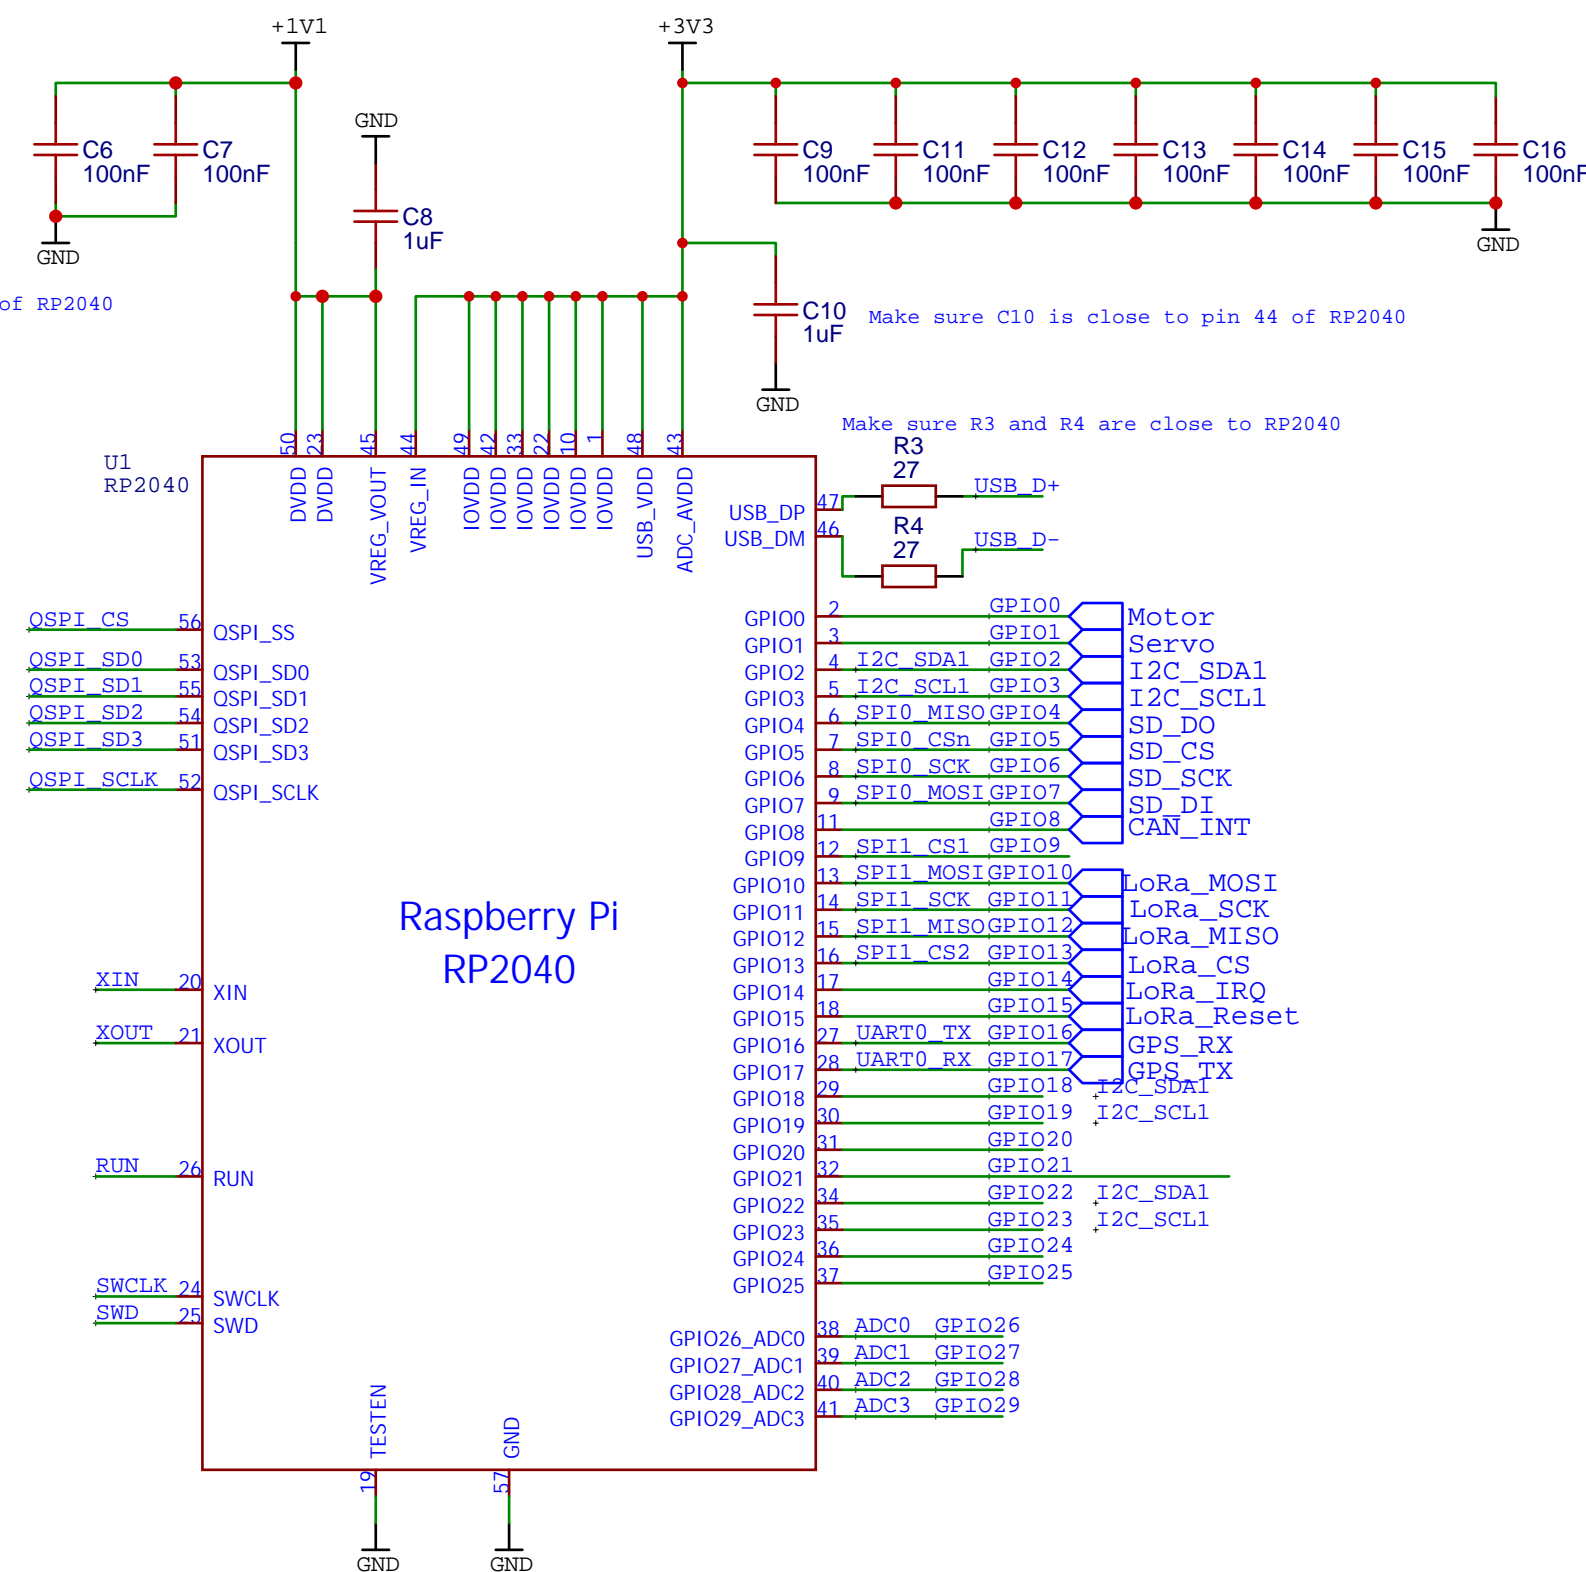 +1V1
+3V3
C6
100nF
C7
100nF
GND
C8
1uF
C9
100nF
C11
100nF
C12
100nF
C13
100nF
C14
100nF
C15
100nF
C16
100nF
GND
GND
of RP2040
C10
1uF
Make sure C10 is close to pin 44 of RP2040
GND
Make sure R3 and R4 are close to RP2040
U1
RP2040
50
23
45
44
49
42
33
22
10
1
48
43
DVDD
DVDD
VREG_VOUT
VREG_IN
IOVDD
IOVDD
IOVDD
IOVDD
IOVDD
IOVDD
USB_VDD
ADC_AVDD
R3
27
USB_DP 47 USB_D+
R4
27
USB_DM 46 USB_D-
QSPI_CS 56 QSPI_SS
QSPI_SD0 53 QSPI_SD0
QSPI_SD1 55 QSPI_SD1
QSPI_SD2 54 QSPI_SD2
QSPI_SD3 51 QSPI_SD3
QSPI_SCLK 52 QSPI_SCLK
XIN 20 XIN
XOUT 21 XOUT
RUN 26 RUN
SWCLK 24 SWCLK
SWD 25 SWD
Raspberry Pi
RP2040
GPIO0 2 GPIO0 Motor
GPIO1 3 GPIO1 Servo
GPIO2 4 I2C_SDA1 GPIO2 I2C_SDA1
GPIO3 5 I2C_SCL1 GPIO3 I2C_SCL1
GPIO4 6 SPI0_MISO GPIO4 SD_DO
GPIO5 7 SPI0_CSn GPIO5 SD_CS
GPIO6 8 SPI0_SCK GPIO6 SD_SCK
GPIO7 9 SPI0_MOSI GPIO7 SD_DI
GPIO8 11 GPIO8 CAN_INT
GPIO9 12 SPI1_CS1 GPIO9
GPIO10 13 SPI1_MOSI GPIO10 LoRa_MOSI
GPIO11 14 SPI1_SCK GPIO11 LoRa_SCK
GPIO12 15 SPI1_MISO GPIO12 LoRa_MISO
GPIO13 16 SPI1_CS2 GPIO13 LoRa_CS
GPIO14 17 GPIO14 LoRa_IRQ
GPIO15 18 GPIO15 LoRa_Reset
GPIO16 27 UART0_TX GPIO16 GPS_RX
GPIO17 28 UART0_RX GPIO17 GPS_TX
GPIO18 29 GPIO18 I2C_SDA1
GPIO19 30 GPIO19 I2C_SCL1
GPIO20 31 GPIO20
GPIO21 32 GPIO21
GPIO22 34 GPIO22 I2C_SDA1
GPIO23 35 GPIO23 I2C_SCL1
GPIO24 36 GPIO24
GPIO25 37 GPIO25
GPIO26_ADC0 38 ADC0 GPIO26
GPIO27_ADC1 39 ADC1 GPIO27
GPIO28_ADC2 40 ADC2 GPIO28
GPIO29_ADC3 41 ADC3 GPIO29
TESTEN
GND
19
57
GND
GND